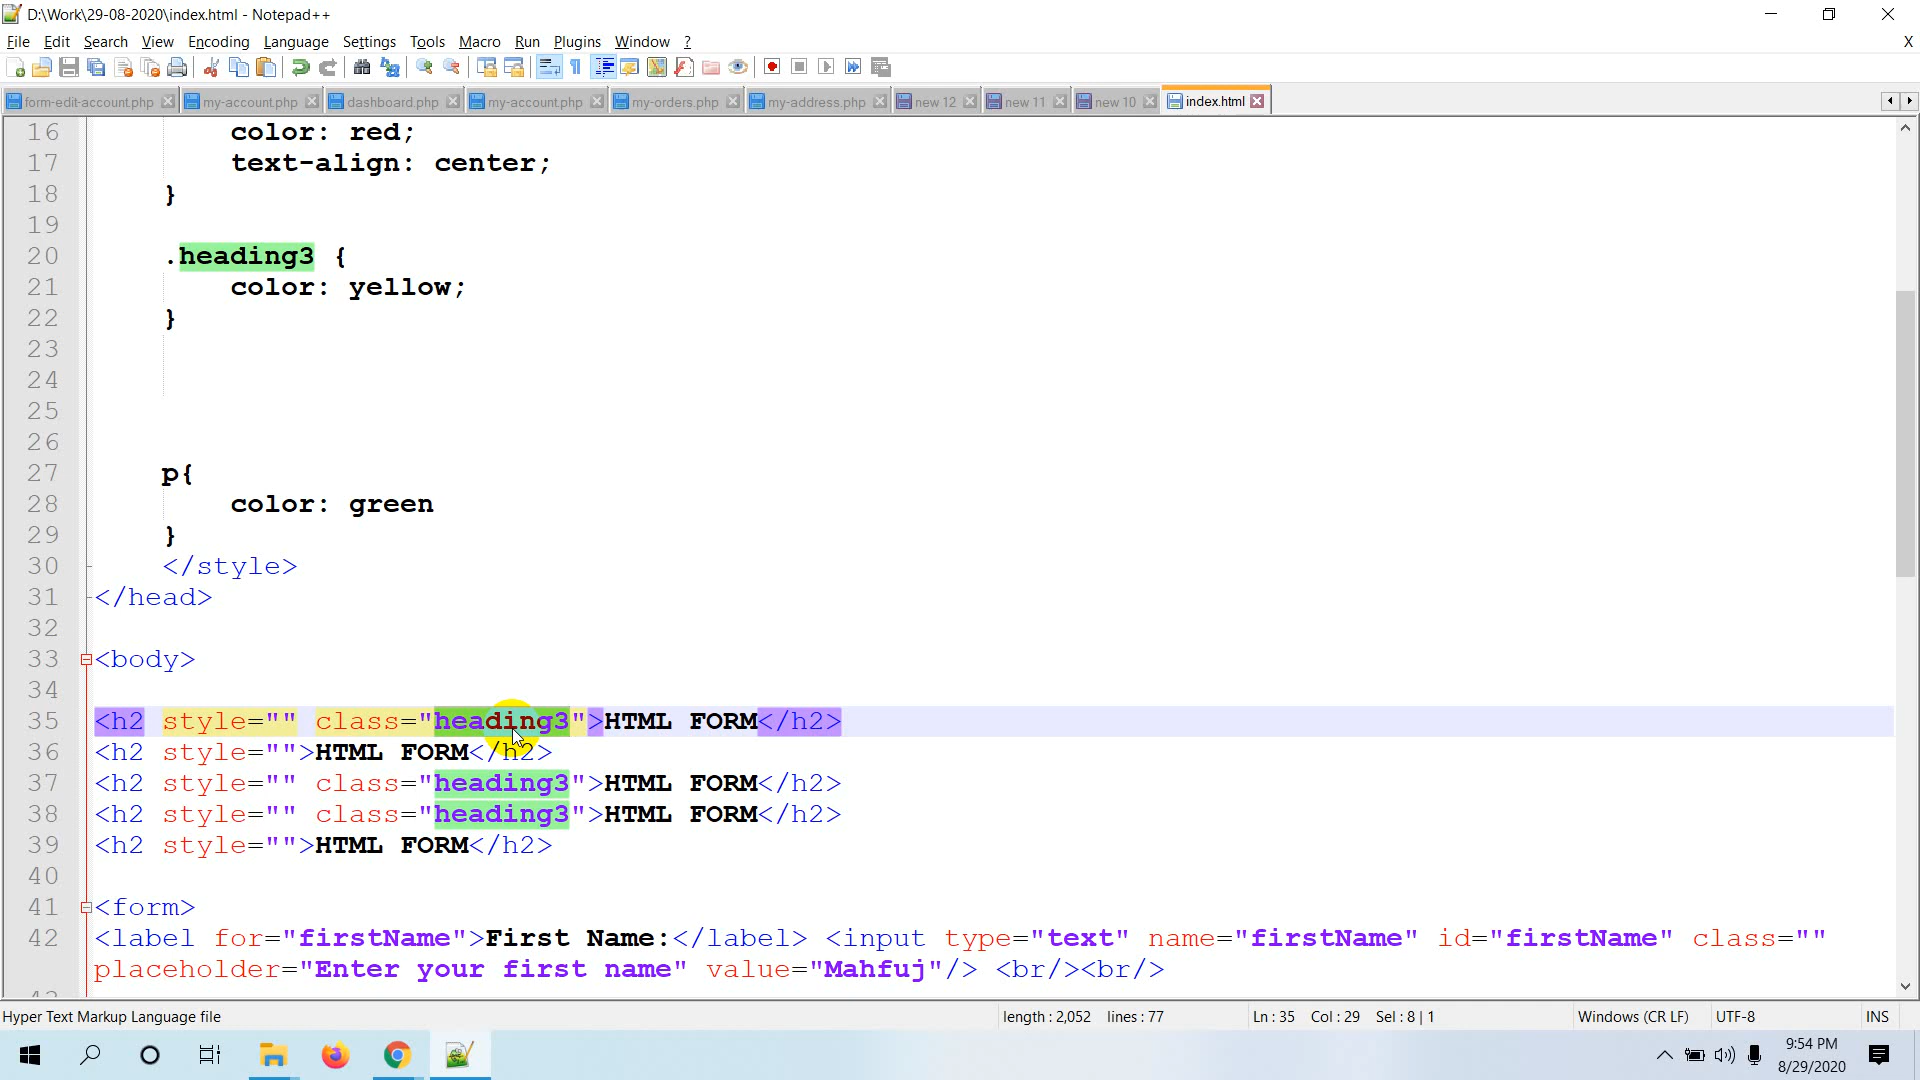 D:\Work\29-08-2020\index.html - Notepad++
File Edit Search View Encoding Language Settings Tools Macro Run Plugins Window ? X
form-edit-account.php my-account.php dashboard.php my-account.php my-orders.php my-address.php new 12 new 11 new 10 index.html
16 color: red;
17 text-align: center;
18 }
19
20 .heading3 {
21 color: yellow;
22 }
23
24
25
26
27 p{
28 color: green
29 }
30 </style>
31 </head>
32
33 <body>
34
35 <h2 style="" class="heading3">HTML FORM</h2>
36 <h2 style="">HTML FORM</h2>
37 <h2 style="" class="heading3">HTML FORM</h2>
38 <h2 style="" class="heading3">HTML FORM</h2>
39 <h2 style="">HTML FORM</h2>
40
41 <form>
42 <label for="firstName">First Name:</label> <input type="text" name="firstName" id="firstName" class=""
placeholder="Enter your first name" value="Mahfuj"/> <br/><br/>
Hyper Text Markup Language file length : 2,052 lines : 77 Ln : 35 Col : 29 Sel : 8 | 1 Windows (CR LF) UTF-8 INS
9:54 PM
8/29/2020